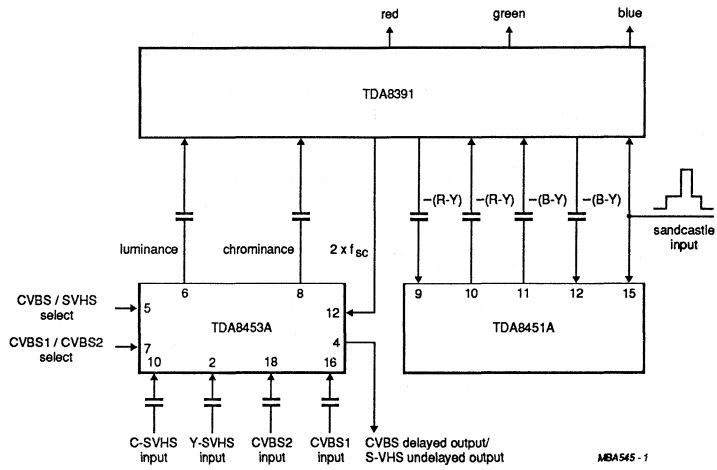 red
green
blue
TDA8391
−(R-Y)
−(R-Y)
−(B-Y)
−(B-Y)
sandcastle
input
luminance
chrominance
2 x fsc
6
8
9
10
11
12
15
CVBS / SVHS
select
5
12
TDA8453A
TDA8451A
CVBS1 / CVBS2
select
7
4
10
2
18
16
C-SVHS
input
Y-SVHS
input
CVBS2
input
CVBS1
input
CVBS delayed output/
S-VHS undelayed output
MBA545 - 1